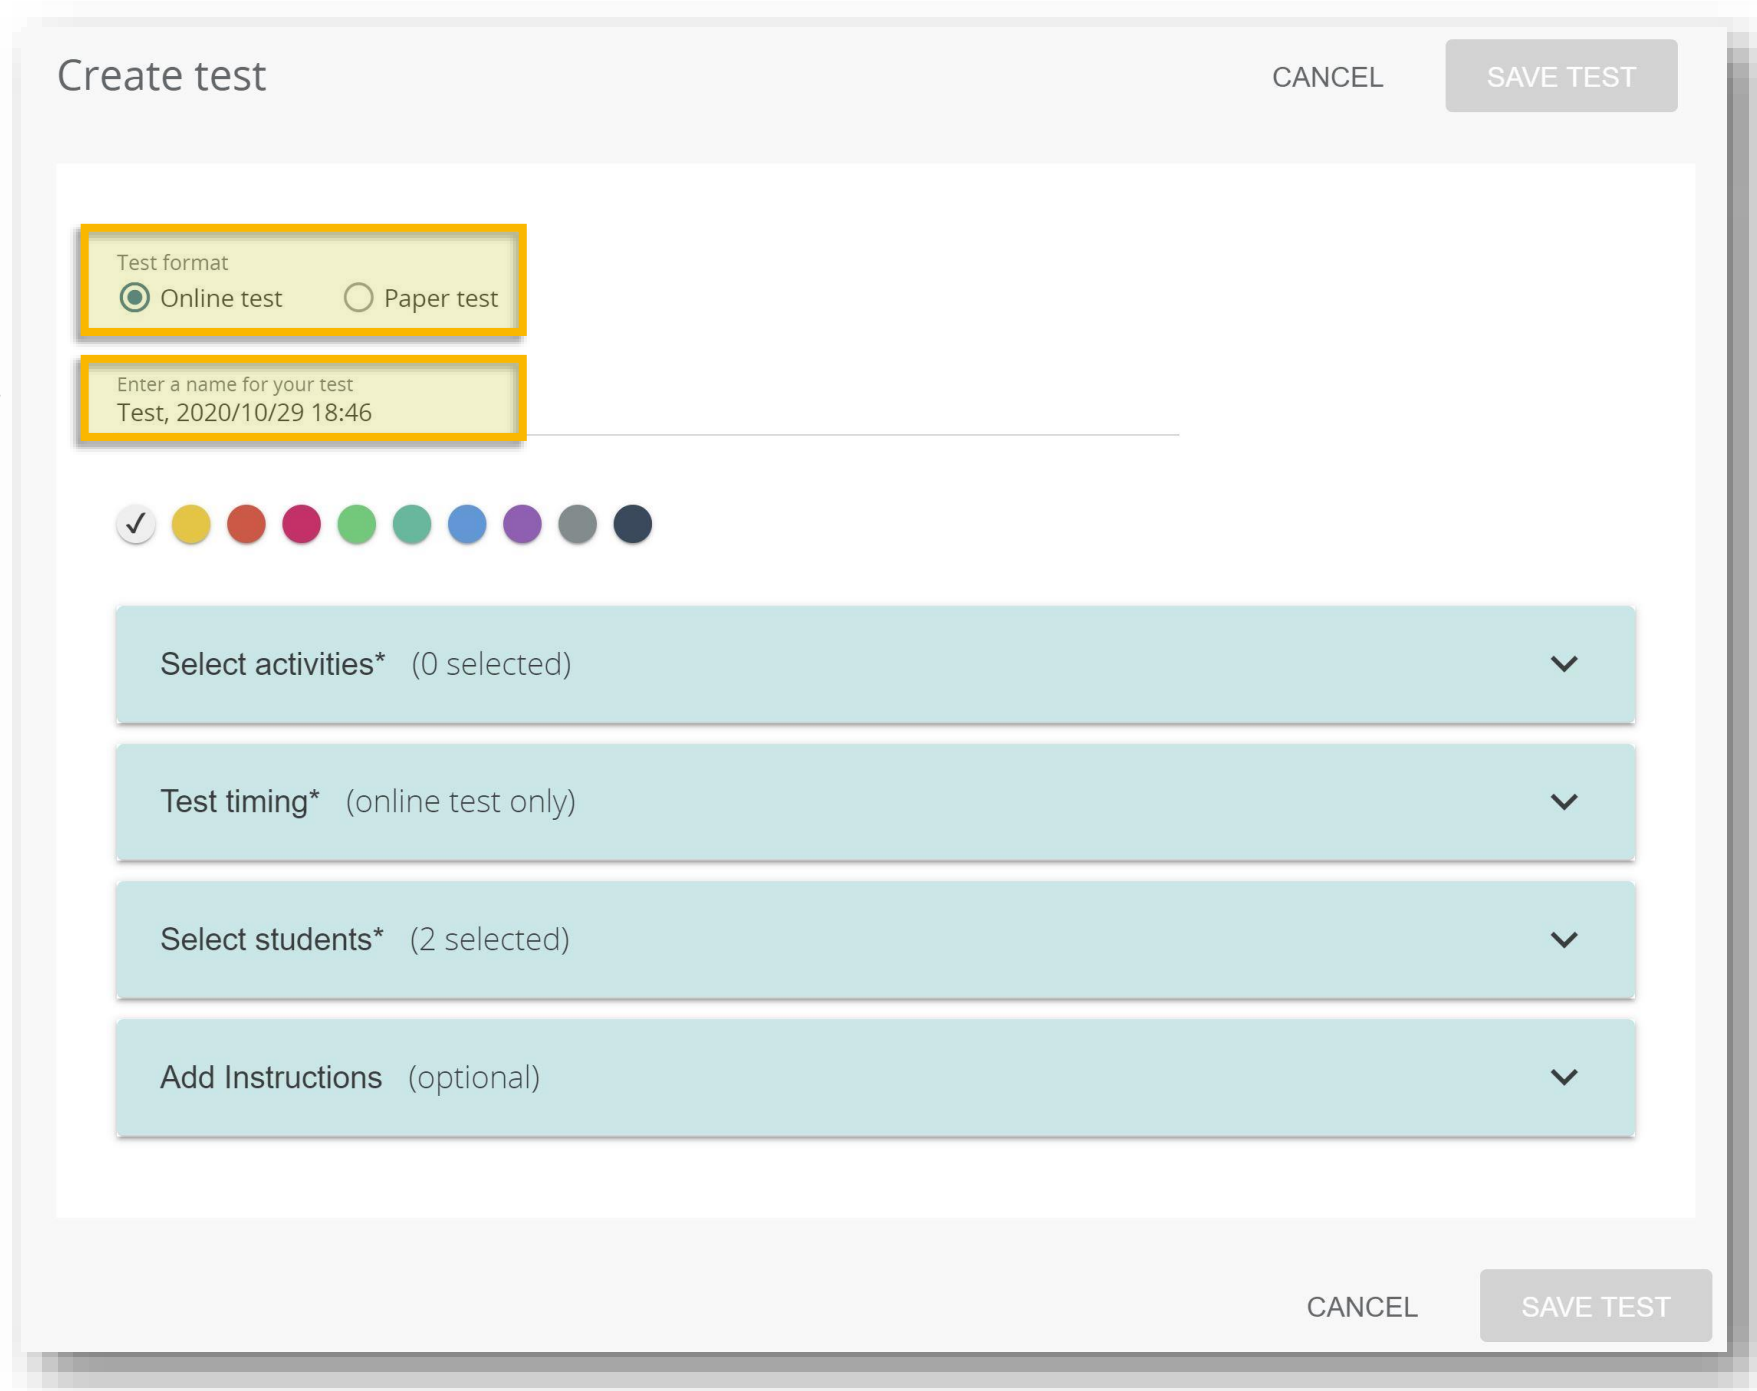 Create test
CANCEL
SAVE TEST
Test format
Online test
Paper test
Enter a name for your test
Test, 2020/10/29 18:46
Select activities* (0 selected)
Test timing* (online test only)
Select students* (2 selected)
Add Instructions (optional)
CANCEL
SAVE TEST